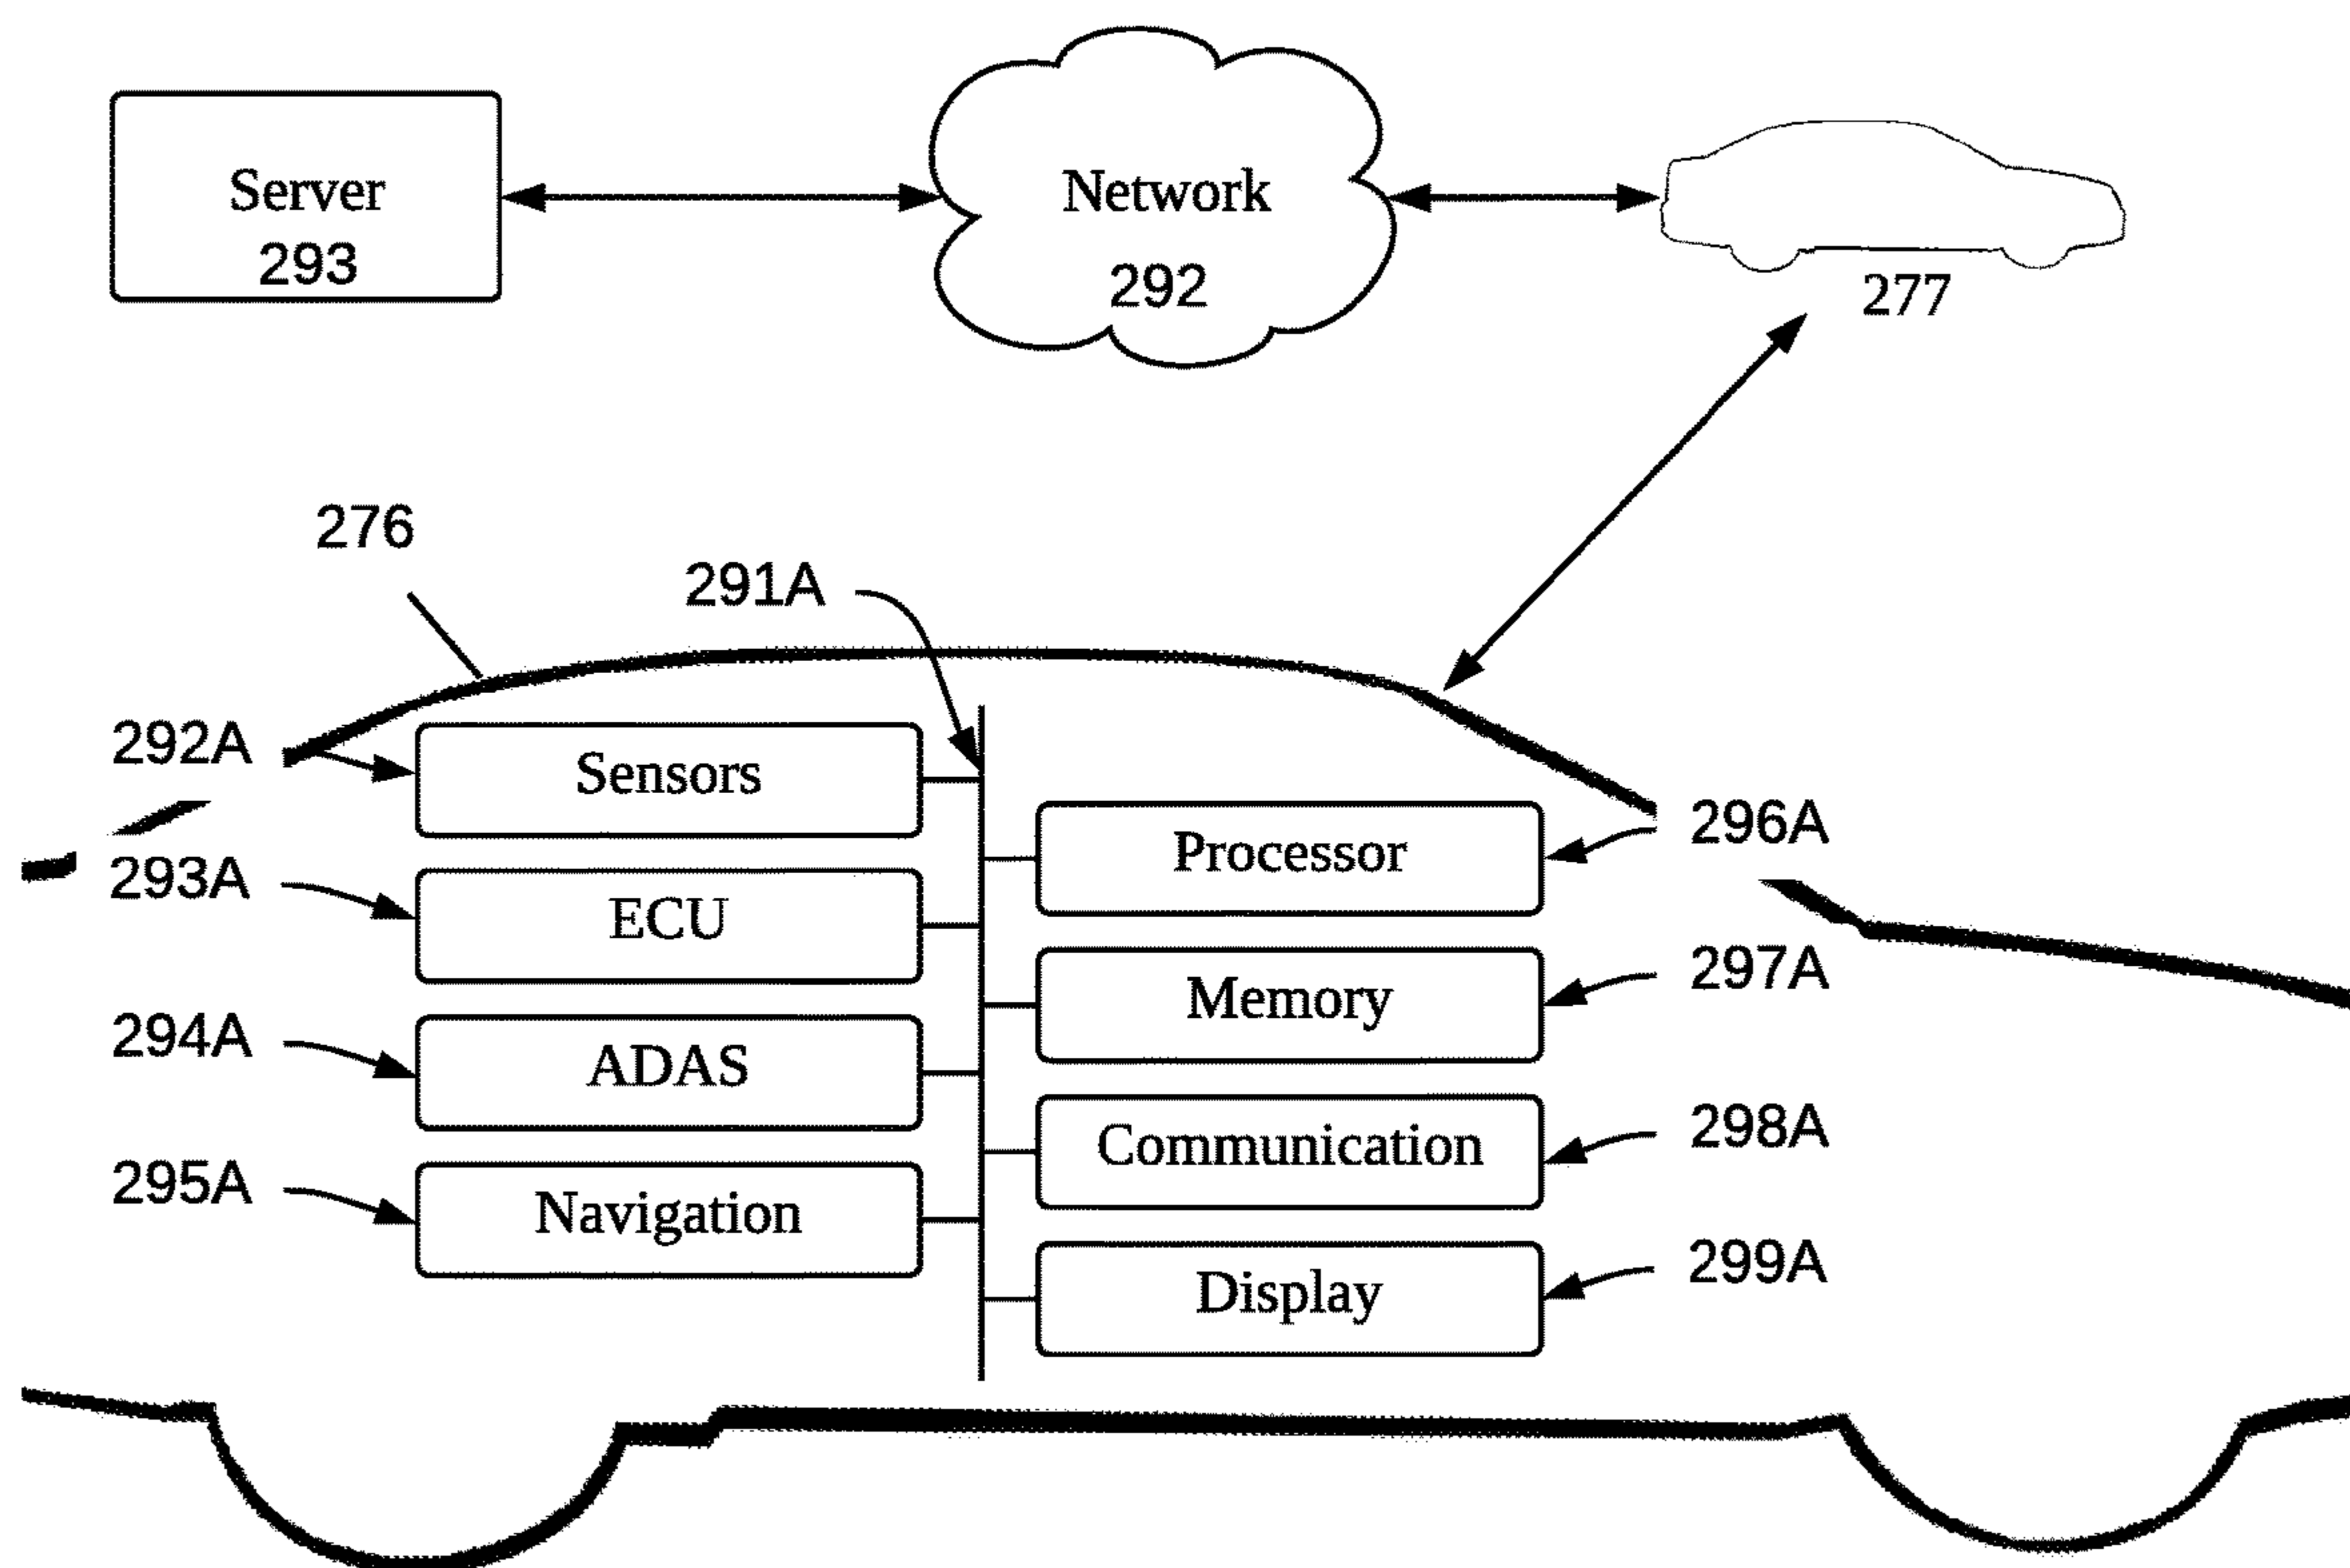 Server
293
Network
292
277
276
291A
292A
Sensors
293A
ECU
294A
ADAS
295A
Navigation
Processor
296A
Memory
297A
Communication
298A
Display
299A